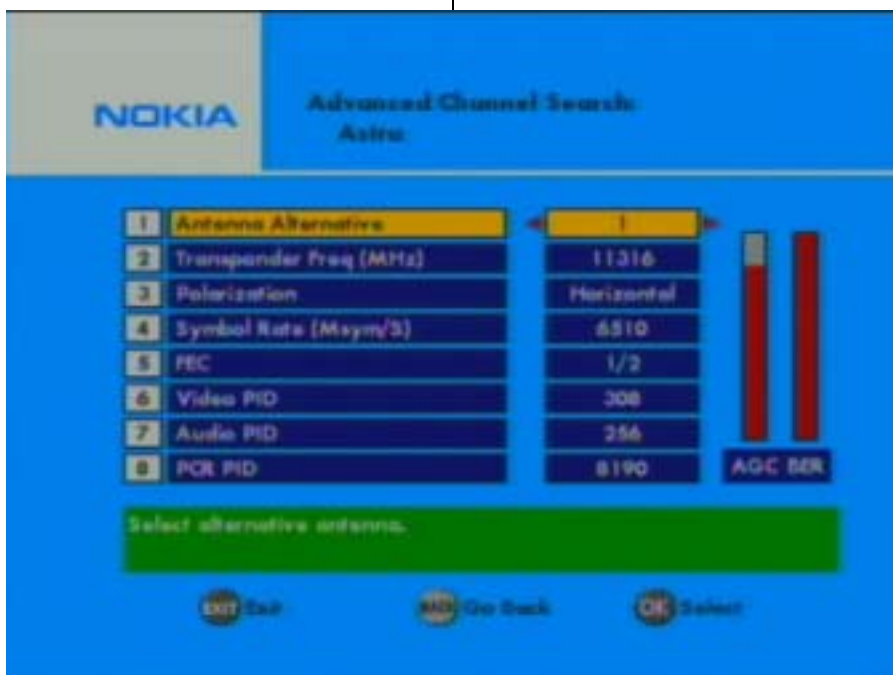 NOKIA
Advanced Channel Search:
Astra
1 Antenna Alternative 1
2 Transponder Freq (MHz) 11316
3 Polarization Horizontal
4 Symbol Rate (Msym/S) 6510
5 FEC 1/2
6 Video PID 308
7 Audio PID 256
8 PCR PID 8190
AGC BER
Select alternative antenna.
EXIT Exit BACK Go Back OK Select